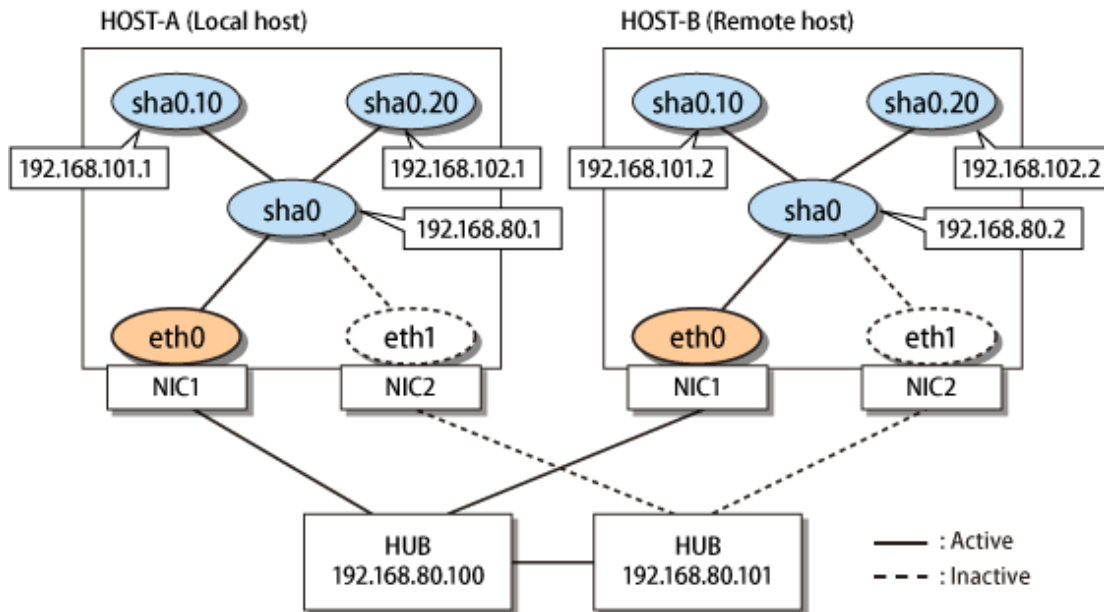 HOST-A (Local host)
HOST-B (Remote host)
sha0.10
sha0.20
sha0.10
sha0.20
192.168.101.1
192.168.102.1
192.168.101.2
192.168.102.2
sha0
sha0
192.168.80.1
192.168.80.2
eth0
eth1
eth0
eth1
NIC1
NIC2
NIC1
NIC2
HUB
192.168.80.100
HUB
192.168.80.101
: Active
: Inactive